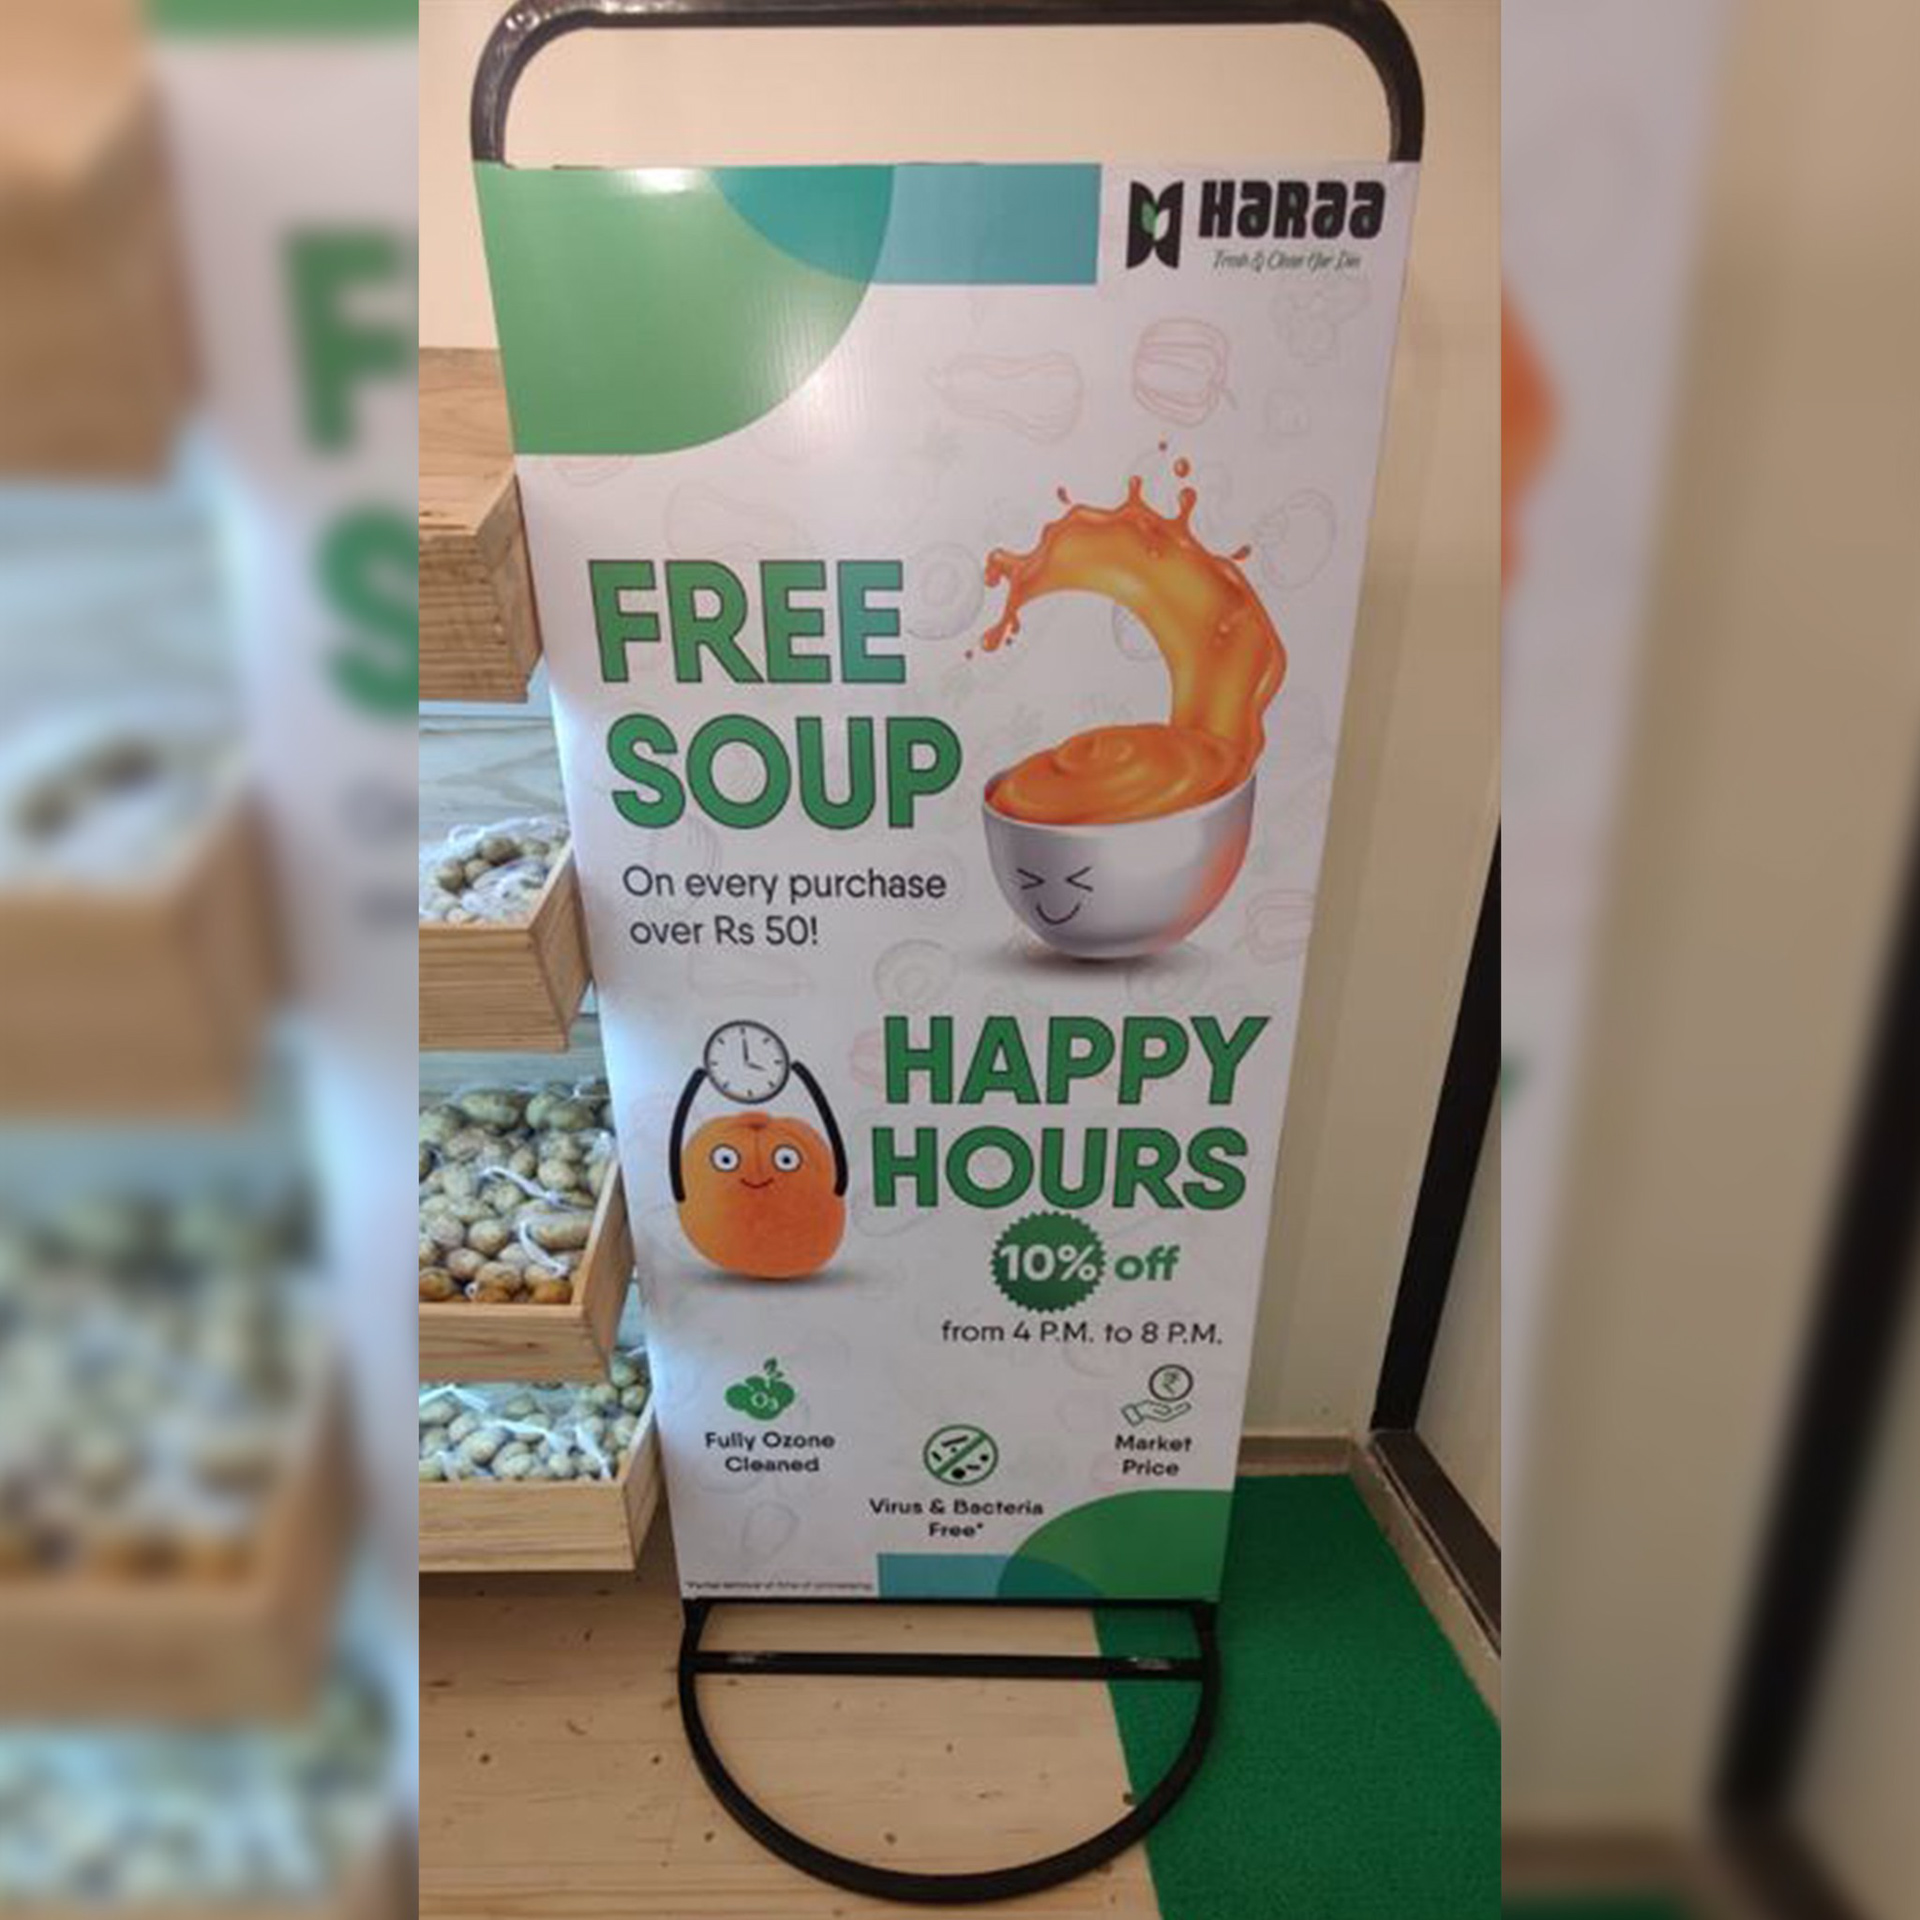 HaRaa
FREE
SOUP
On every purchase
over Rs 50!
HAPPY
HOURS
10% off
from 4 P.M. to 8 P.M.
O3
Fully Ozone
Cleaned
Virus & Bacteria
Free*
₹
Market
Price